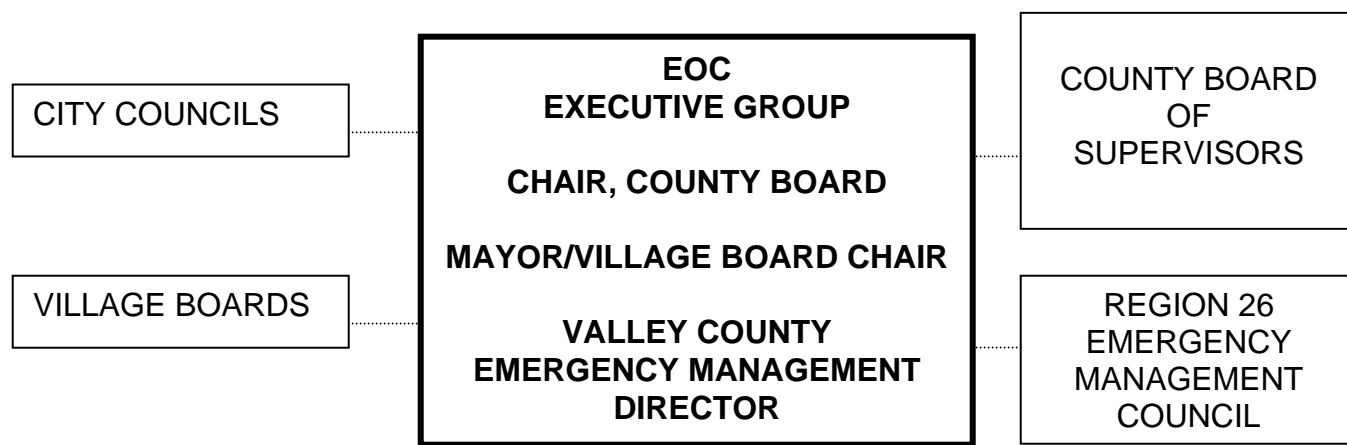 CITY COUNCILS
VILLAGE BOARDS
EOC
EXECUTIVE GROUP
CHAIR, COUNTY BOARD
MAYOR/VILLAGE BOARD CHAIR
VALLEY COUNTY
EMERGENCY MANAGEMENT
DIRECTOR
COUNTY BOARD
OF
SUPERVISORS
REGION 26
EMERGENCY
MANAGEMENT
COUNCIL